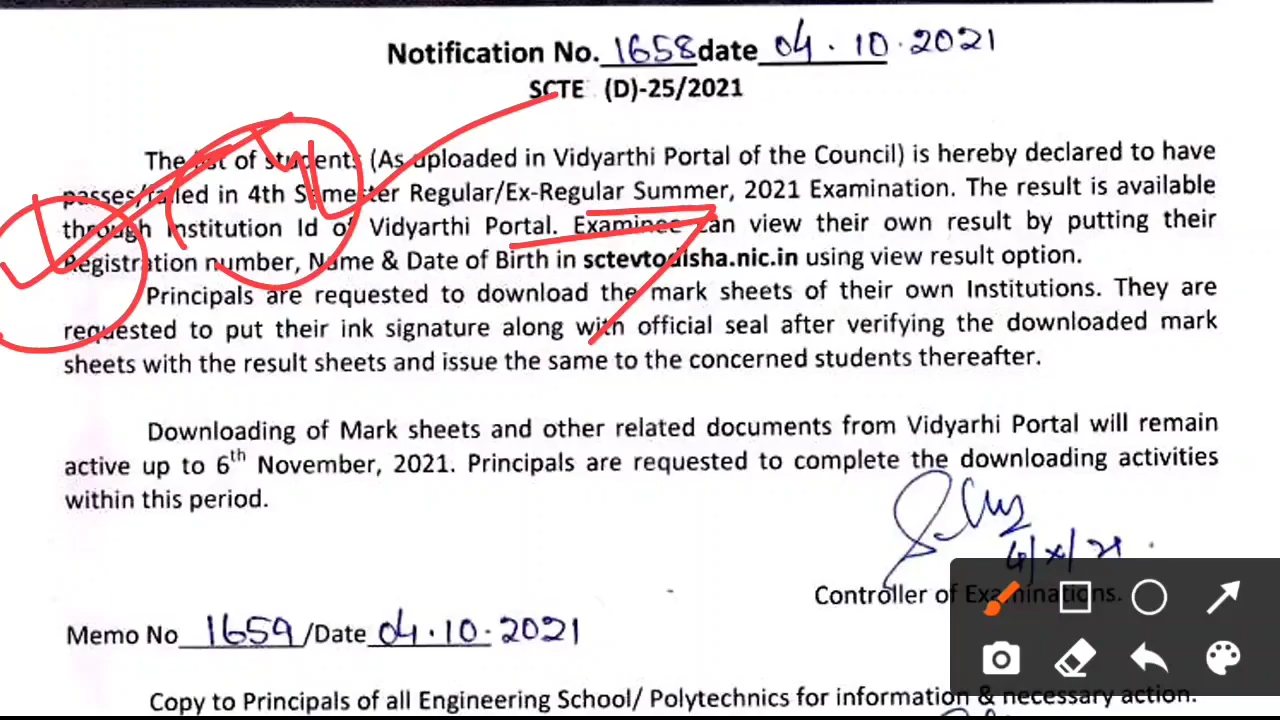 Notification No. 1658 date 04.10.2021
SCTE (D)-25/2021
The list of students (As uploaded in Vidyarthi Portal of the Council) is hereby declared to have
passes/failed in 4th Semester Regular/Ex-Regular Summer, 2021 Examination. The result is available
through Institution Id of Vidyarthi Portal. Examinee can view their own result by putting their
Registration number, Name & Date of Birth in sctevtodisha.nic.in using view result option.
Principals are requested to download the mark sheets of their own Institutions. They are
requested to put their ink signature along with official seal after verifying the downloaded mark
sheets with the result sheets and issue the same to the concerned students thereafter.
Downloading of Mark sheets and other related documents from Vidyarhi Portal will remain
active up to 6th November, 2021. Principals are requested to complete the downloading activities
within this period.
4/X/21
Controller of Examinations.
Memo No 1659 /Date 04.10.2021
Copy to Principals of all Engineering School/ Polytechnics for information & necessary action.